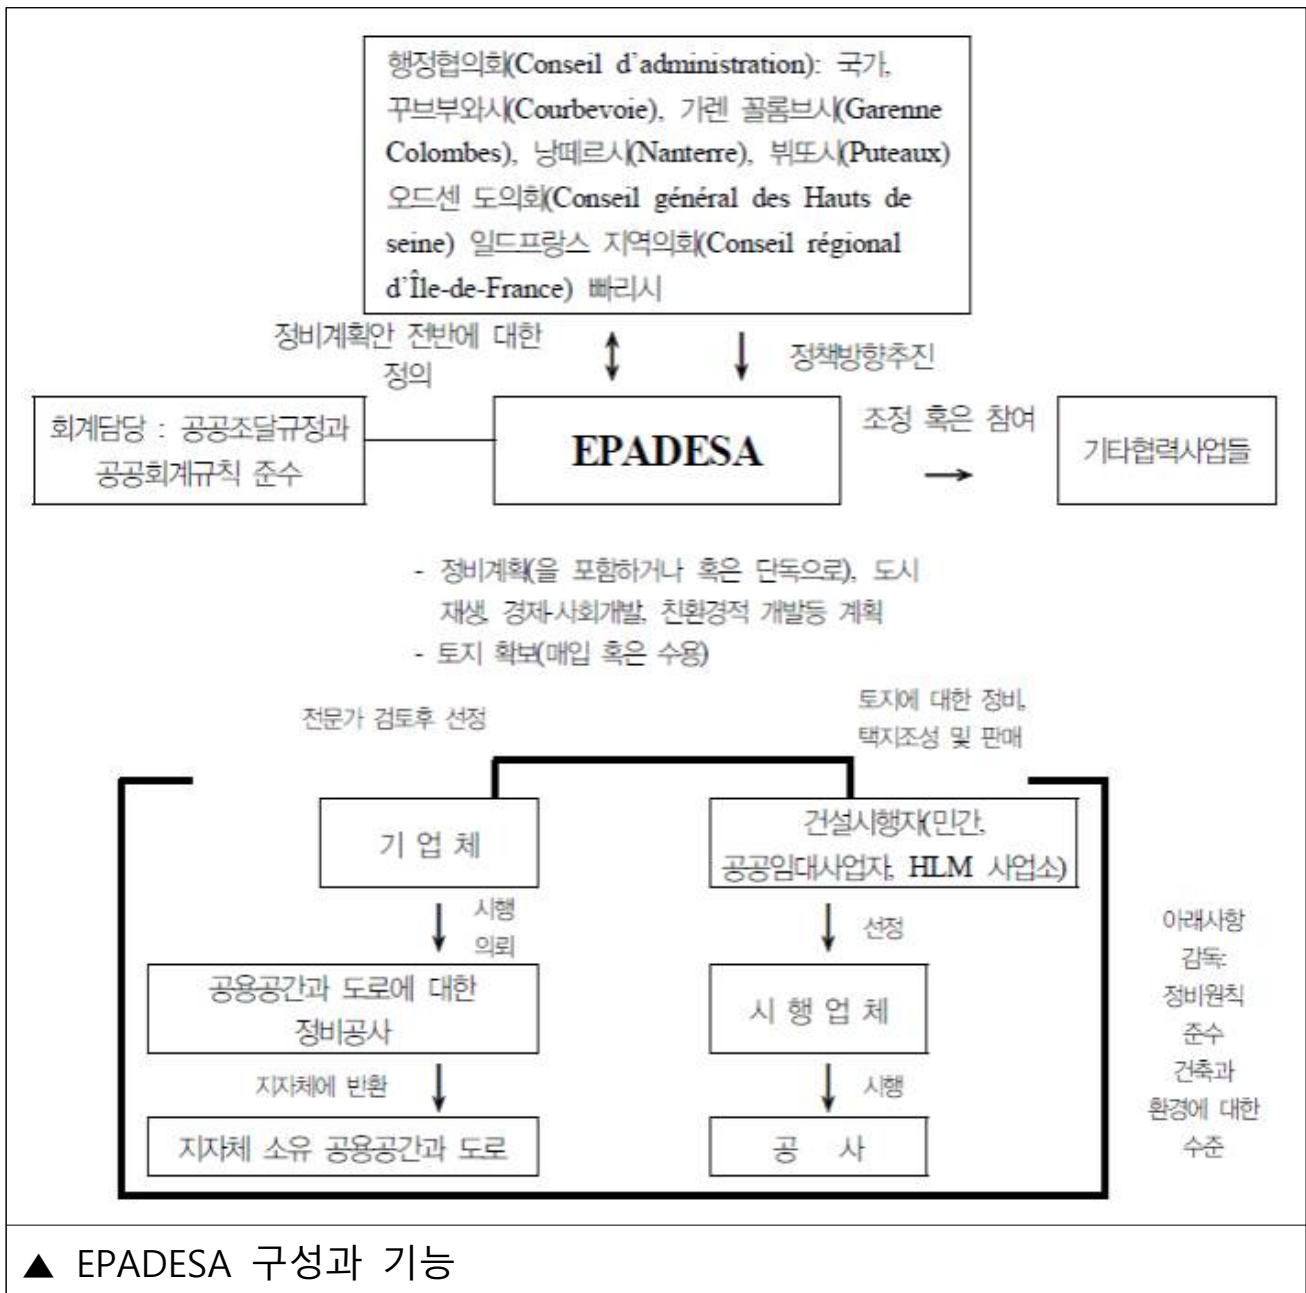 행정협의회(Conseil d'administration): 국가,
꾸브부와시(Courbevoie), 가렌 꼴롬브시(Garenne
Colombes), 낭떼르시(Nanterre), 뷔또시(Puteaux)
오드센 도의회(Conseil général des Hauts de
seine) 일드프랑스 지역의회(Conseil régional
d'Île-de-France) 빠리시
정비계획안 전반에 대한
정의
정책방향추진
회계담당 : 공공조달규정과
공공회계규칙 준수
EPADESA
조정 혹은 참여
기타협력사업들
- 정비계획(을 포함하거나 혹은 단독으로), 도시
재생, 경제-사회개발, 친환경적 개발등 계획
- 토지 확보(매입 혹은 수용)
전문가 검토후 선정
토지에 대한 정비,
택지조성 및 판매
기 업 체
건설시행자(민간,
공공임대사업자, HLM 사업소)
시행
의뢰
선정
공용공간과 도로에 대한
정비공사
시 행 업 체
지자체에 반환
시행
지자체 소유 공용공간과 도로
공 사
아래사항
감독:
정비원칙
준수
건축과
환경에 대한
수준
▲ EPADESA 구성과 기능